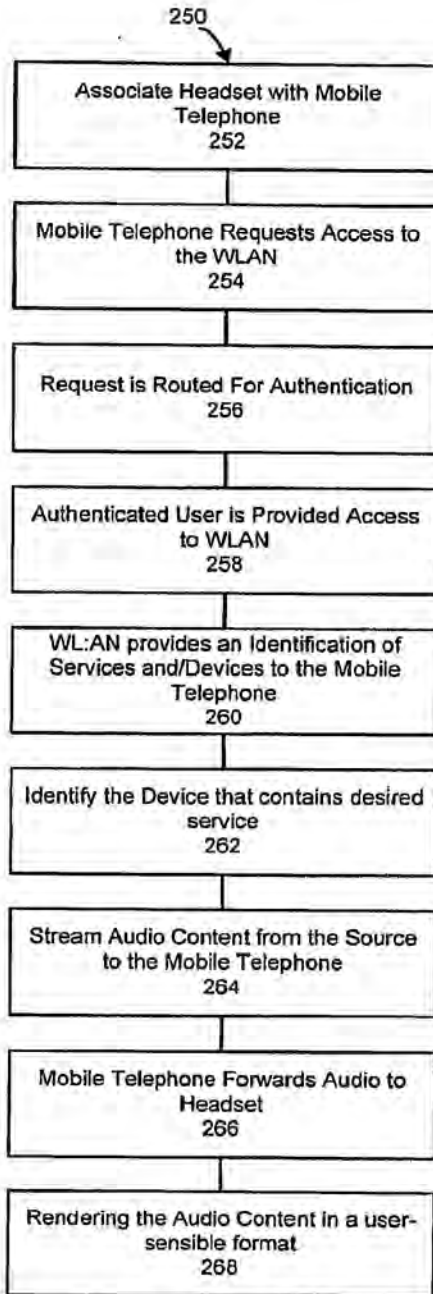 250
Associate Headset with Mobile
Telephone
252
Mobile Telephone Requests Access to
the WLAN
254
Request is Routed For Authentication
256
Authenticated User is Provided Access
to WLAN
258
WL:AN provides an Identification of
Services and/Devices to the Mobile
Telephone
260
Identify the Device that contains desired
service
262
Stream Audio Content from the Source
to the Mobile Telephone
264
Mobile Telephone Forwards Audio to
Headset
266
Rendering the Audio Content in a user-
sensible format
268